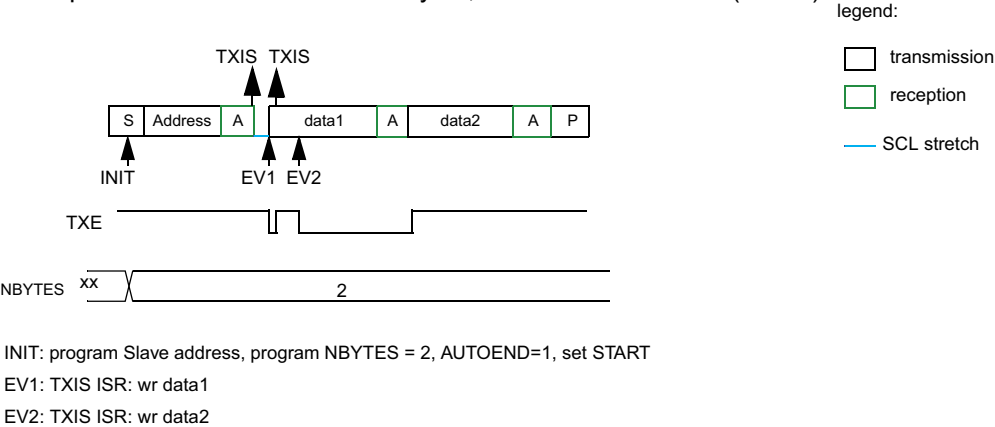 legend:
transmission
reception
SCL stretch
TXIS TXIS
S Address A data1 A data2 A P
INIT EV1 EV2
TXE
NBYTES xx 2
INIT: program Slave address, program NBYTES = 2, AUTOEND=1, set START
EV1: TXIS ISR: wr data1
EV2: TXIS ISR: wr data2